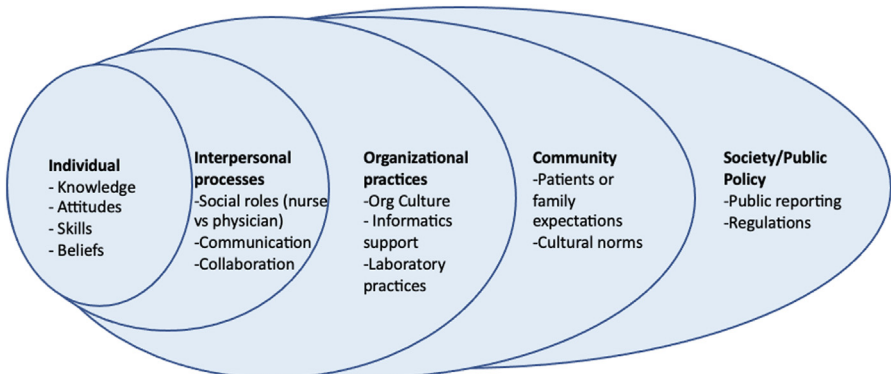 Individual
- Knowledge
- Attitudes
- Skills
- Beliefs
Interpersonal
processes
-Social roles (nurse
vs physician)
-Communication
-Collaboration
Organizational
practices
-Org Culture
- Informatics
support
-Laboratory
practices
Community
-Patients or
family
expectations
-Cultural norms
Society/Public
Policy
-Public reporting
-Regulations